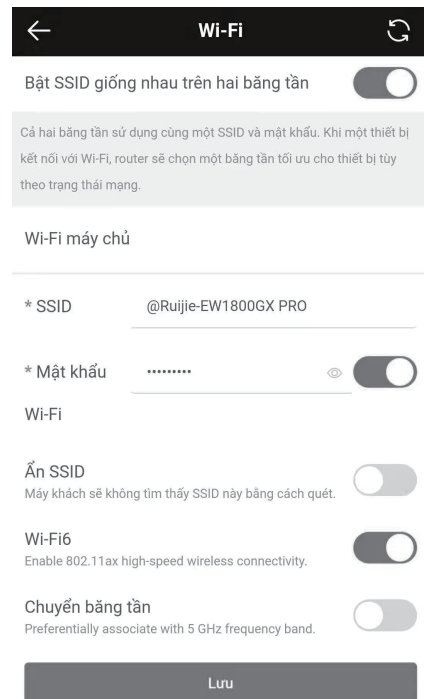 Wi-Fi
Bật SSID giống nhau trên hai băng tần
Cả hai băng tần sử dụng cùng một SSID và mật khẩu. Khi một thiết bị
kết nối với Wi-Fi, router sẽ chọn một băng tần tối ưu cho thiết bị tùy
theo trạng thái mạng.
Wi-Fi máy chủ
* SSID @Ruijie-EW1800GX PRO
* Mật khẩu •••••••••
Wi-Fi
Ẩn SSID
Máy khách sẽ không tìm thấy SSID này bằng cách quét.
Wi-Fi6
Enable 802.11ax high-speed wireless connectivity.
Chuyển băng tần
Preferentially associate with 5 GHz frequency band.
Lưu